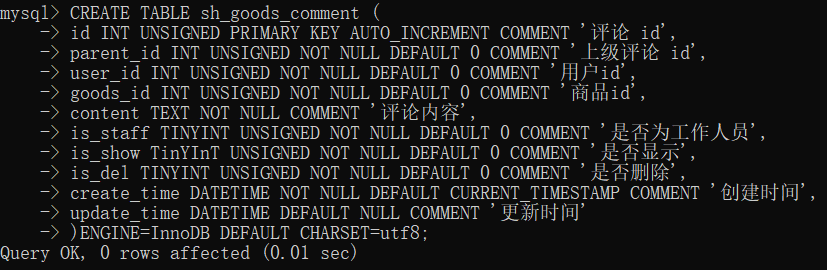 mysql> CREATE TABLE sh_goods_comment (
-> id INT UNSIGNED PRIMARY KEY AUTO_INCREMENT COMMENT '评论 id',
-> parent_id INT UNSIGNED NOT NULL DEFAULT 0 COMMENT '上级评论 id',
-> user_id INT UNSIGNED NOT NULL DEFAULT 0 COMMENT '用户id',
-> goods_id INT UNSIGNED NOT NULL DEFAULT 0 COMMENT '商品id',
-> content TEXT NOT NULL COMMENT '评论内容',
-> is_staff TINYINT UNSIGNED NOT NULL DEFAULT 0 COMMENT '是否为工作人员',
-> is_show TinYInT UNSIGNED NOT NULL DEFAULT 0 COMMENT '是否显示',
-> is_del TINYINT UNSIGNED NOT NULL DEFAULT 0 COMMENT '是否删除',
-> create_time DATETIME NOT NULL DEFAULT CURRENT_TIMESTAMP COMMENT '创建时间',
-> update_time DATETIME DEFAULT NULL COMMENT '更新时间'
-> )ENGINE=InnoDB DEFAULT CHARSET=utf8;
Query OK, 0 rows affected (0.01 sec)